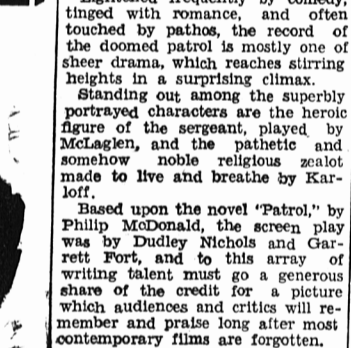 Lightened frequently by comedy,
tinged with romance, and often
touched by pathos, the record of
the doomed patrol is mostly one of
sheer drama, which reaches stirring
heights in a surprising climax.
Standing out among the superbly
portrayed characters are the heroic
figure of the sergeant, played by
McLaglen, and the pathetic and
somehow noble religious zealot
made to live and breathe by Kar-
loff.
Based upon the novel "Patrol," by
Philip McDonald, the screen play
was by Dudley Nichols and Gar-
rett Fort, and to this array of
writing talent must go a generous
share of the credit for a picture
which audiences and critics will re-
member and praise long after most
contemporary films are forgotten.